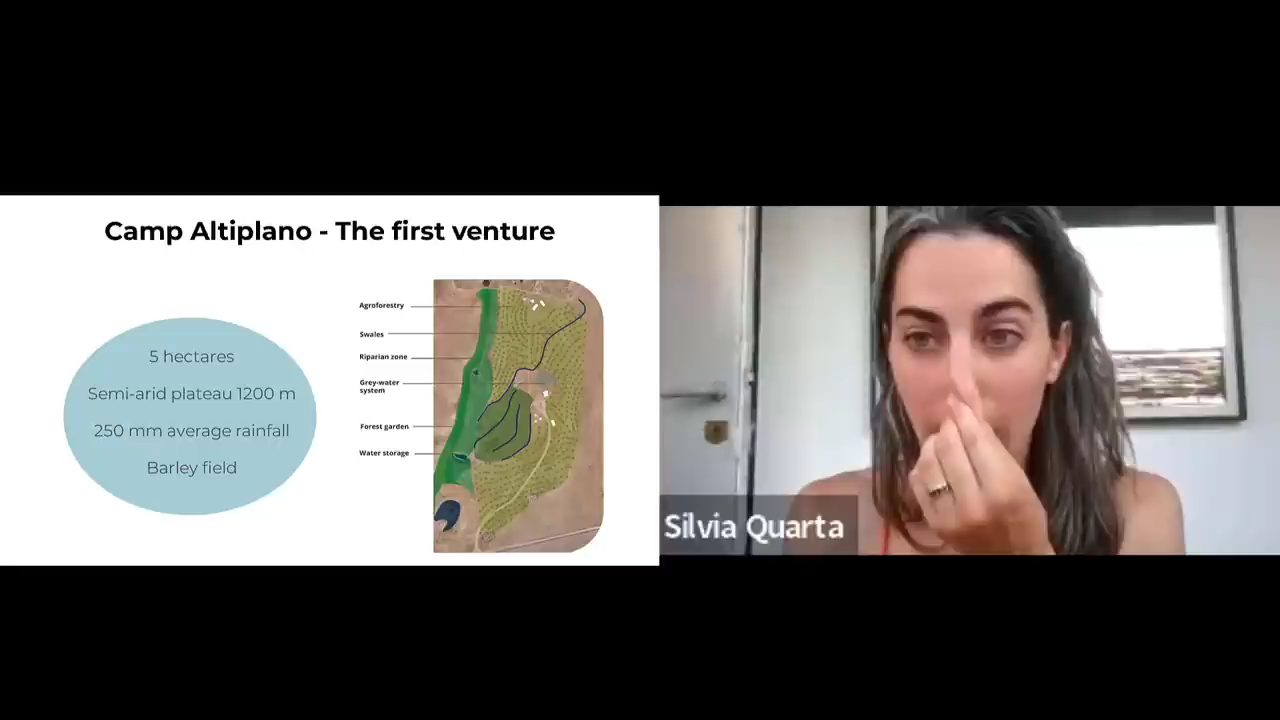 Camp Altiplano - The first venture
5 hectares
Semi-arid plateau 1200 m
250 mm average rainfall
Barley field
Agroforestry
Swales
Riparian zone
Grey-water
system
Forest garden
Water storage
Silvia Quarta